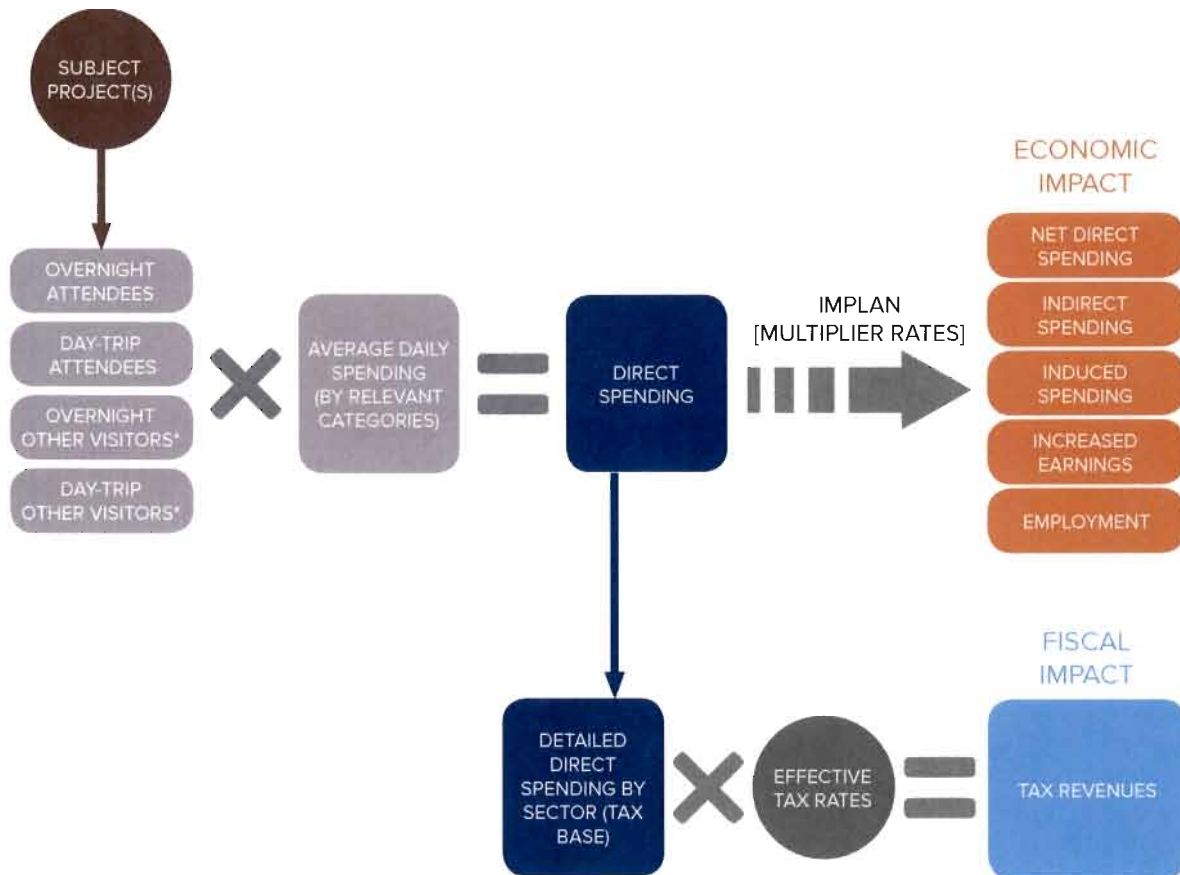 SUBJECT
PROJECT(S)
OVERNIGHT
ATTENDEES
DAY-TRIP
ATTENDEES
OVERNIGHT
OTHER VISITORS*
DAY-TRIP
OTHER VISITORS*
AVERAGE DAILY
SPENDING
(BY RELEVANT
CATEGORIES)
DIRECT
SPENDING
IMPLAN
[MULTIPLIER RATES]
ECONOMIC
IMPACT
NET DIRECT
SPENDING
INDIRECT
SPENDING
INDUCED
SPENDING
INCREASED
EARNINGS
EMPLOYMENT
DETAILED
DIRECT
SPENDING BY
SECTOR (TAX
BASE)
EFFECTIVE
TAX RATES
FISCAL
IMPACT
TAX REVENUES